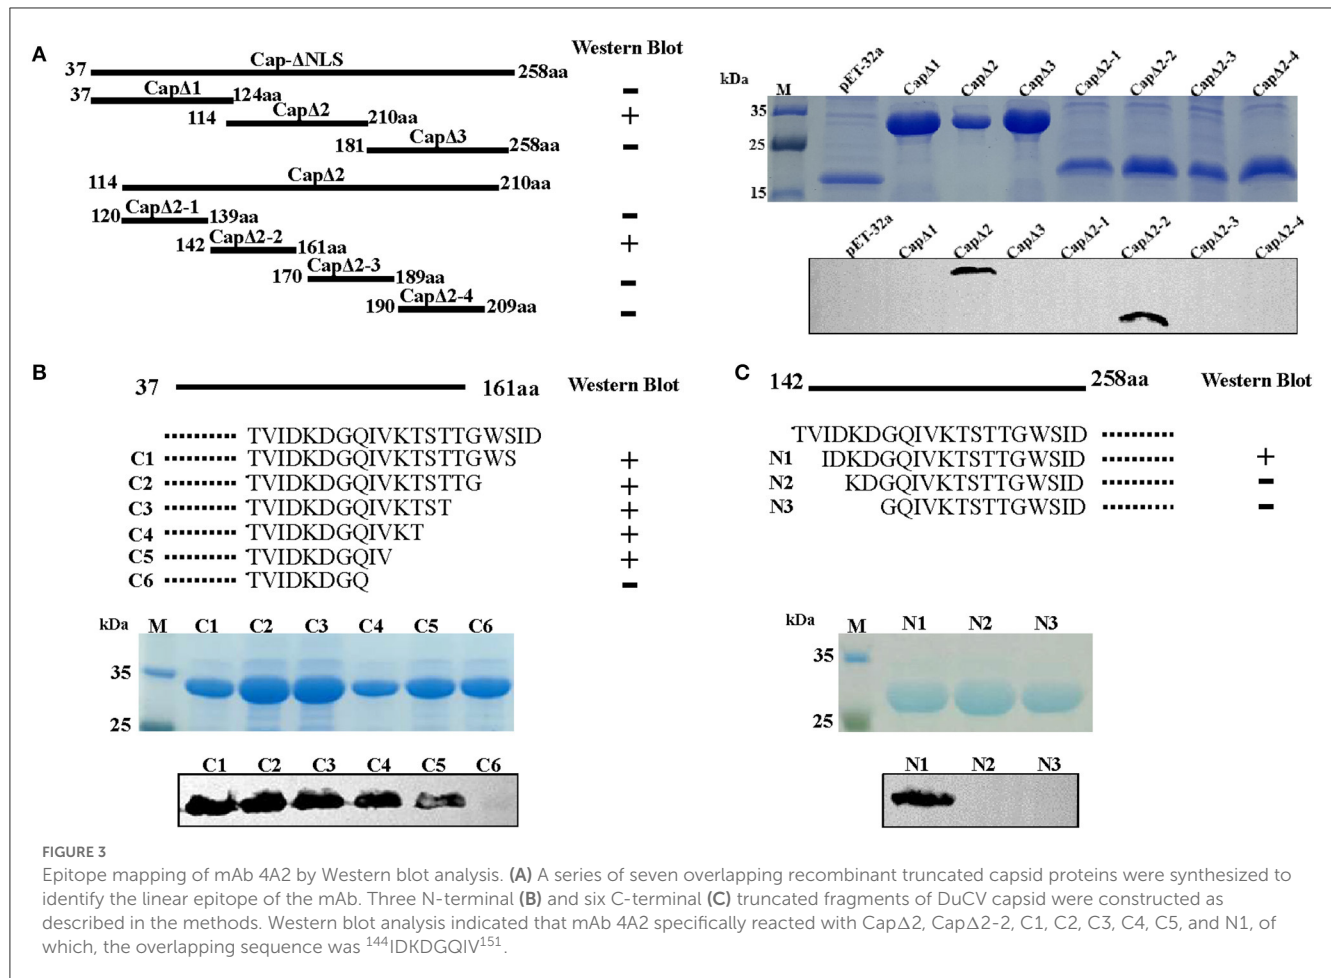 A
Western Blot
Cap-ΔNLS
37 258aa
CapΔ1
37 124aa -
CapΔ2
114 210aa +
CapΔ3
181 258aa -
CapΔ2
114 210aa
CapΔ2-1
120 139aa -
CapΔ2-2
142 161aa +
CapΔ2-3
170 189aa -
CapΔ2-4
190 209aa -
kDa M pET-32a CapΔ1 CapΔ2 CapΔ3 CapΔ2-1 CapΔ2-2 CapΔ2-3 CapΔ2-4
35
25
15
pET-32a CapΔ1 CapΔ2 CapΔ3 CapΔ2-1 CapΔ2-2 CapΔ2-3 CapΔ2-4
B
37 161aa Western Blot
TVIDKDGQIVKTSTTGWSID
C1 TVIDKDGQIVKTSTTGWS +
C2 TVIDKDGQIVKTSTTG +
C3 TVIDKDGQIVKTST +
C4 TVIDKDGQIVKT +
C5 TVIDKDGQIV +
C6 TVIDKDGQ -
kDa M C1 C2 C3 C4 C5 C6
35
25
C1 C2 C3 C4 C5 C6
C
142 258aa Western Blot
TVIDKDGQIVKTSTTGWSID
N1 IDKDGQIVKTSTTGWSID +
N2 KDGQIVKTSTTGWSID -
N3 GQIVKTSTTGWSID -
kDa M N1 N2 N3
35
25
N1 N2 N3
FIGURE 3
Epitope mapping of mAb 4A2 by Western blot analysis. (A) A series of seven overlapping recombinant truncated capsid proteins were synthesized to
identify the linear epitope of the mAb. Three N-terminal (B) and six C-terminal (C) truncated fragments of DuCV capsid were constructed as
described in the methods. Western blot analysis indicated that mAb 4A2 specifically reacted with CapΔ2, CapΔ2-2, C1, C2, C3, C4, C5, and N1, of
which, the overlapping sequence was ¹⁴⁴IDKDGQIV¹⁵¹.